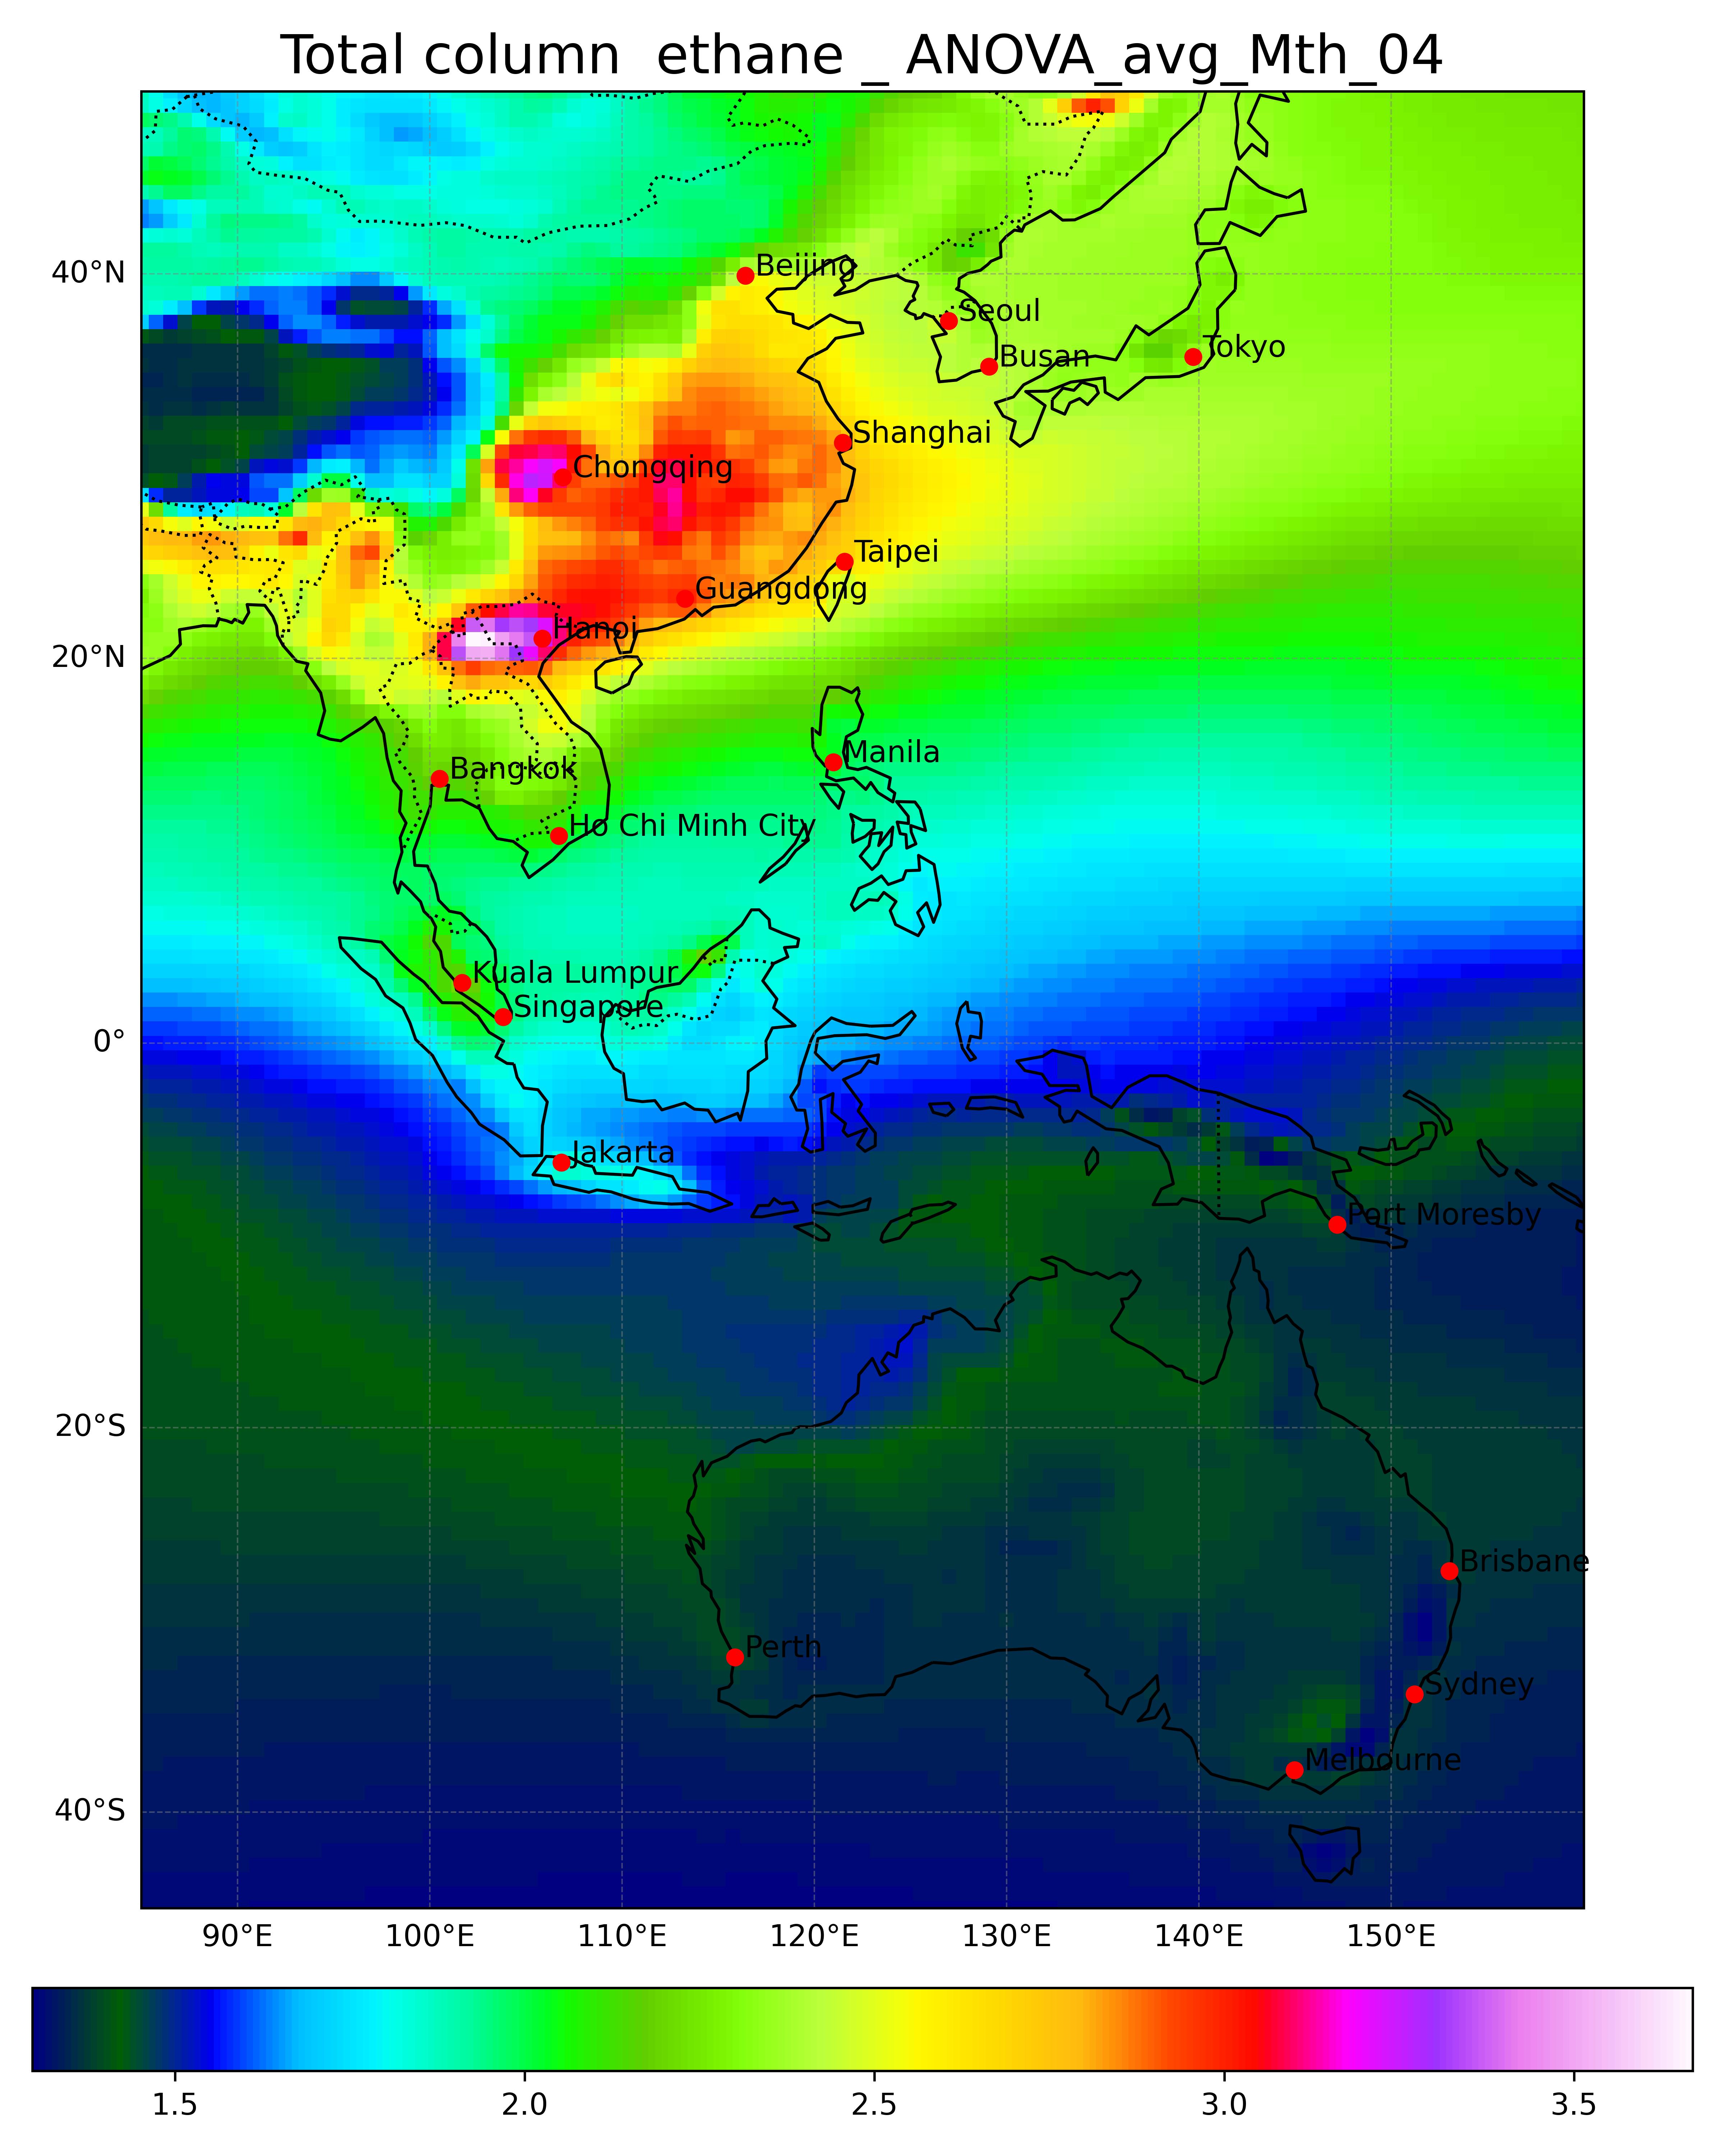 Total column ethane _ ANOVA_avg_Mth_04
40°N
20°N
0°
20°S
40°S
Beijing
Seoul
Busan
Tokyo
Shanghai
Chongqing
Taipei
Guangdong
Hanoi
Manila
Bangkok
Ho Chi Minh City
Kuala Lumpur
Singapore
Jakarta
Port Moresby
Brisbane
Perth
Sydney
Melbourne
90°E 100°E 110°E 120°E 130°E 140°E 150°E
1.5 2.0 2.5 3.0 3.5